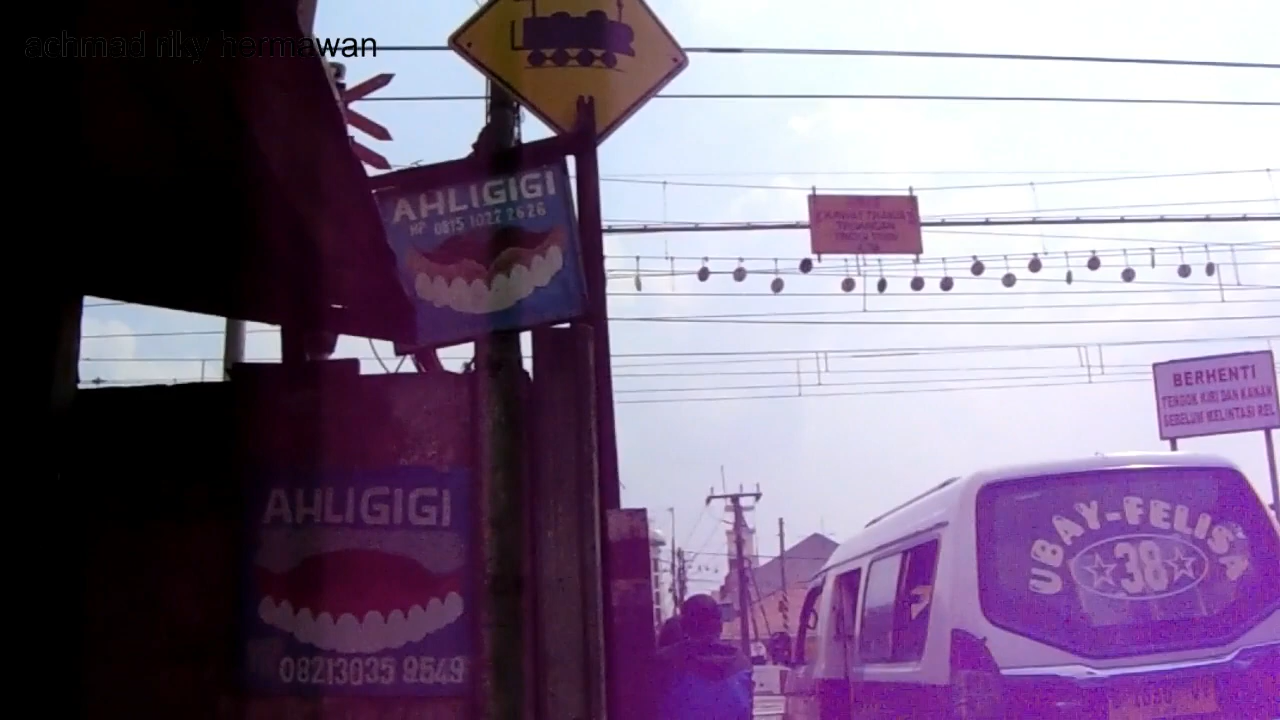 achmad riky hermawan
AHLIGIGI
HP 0815 1022 2626
BERHENTI
TENGOK KIRI DAN KANAN
SEBELUM MELINTASI REL
AHLIGIGI
08213035 9549
UBAY-FELISA
38